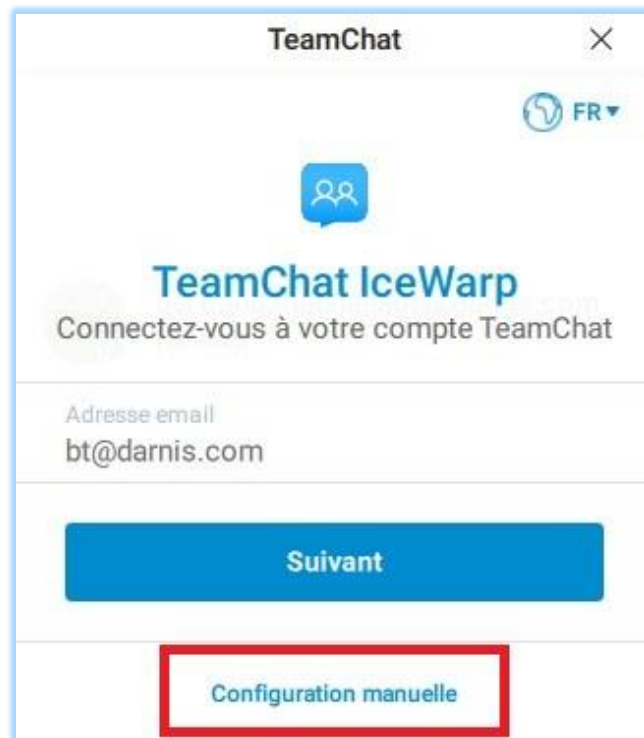 TeamChat
FR
TeamChat IceWarp
Connectez-vous à votre compte TeamChat
Adresse email
bt@darnis.com
Suivant
Configuration manuelle